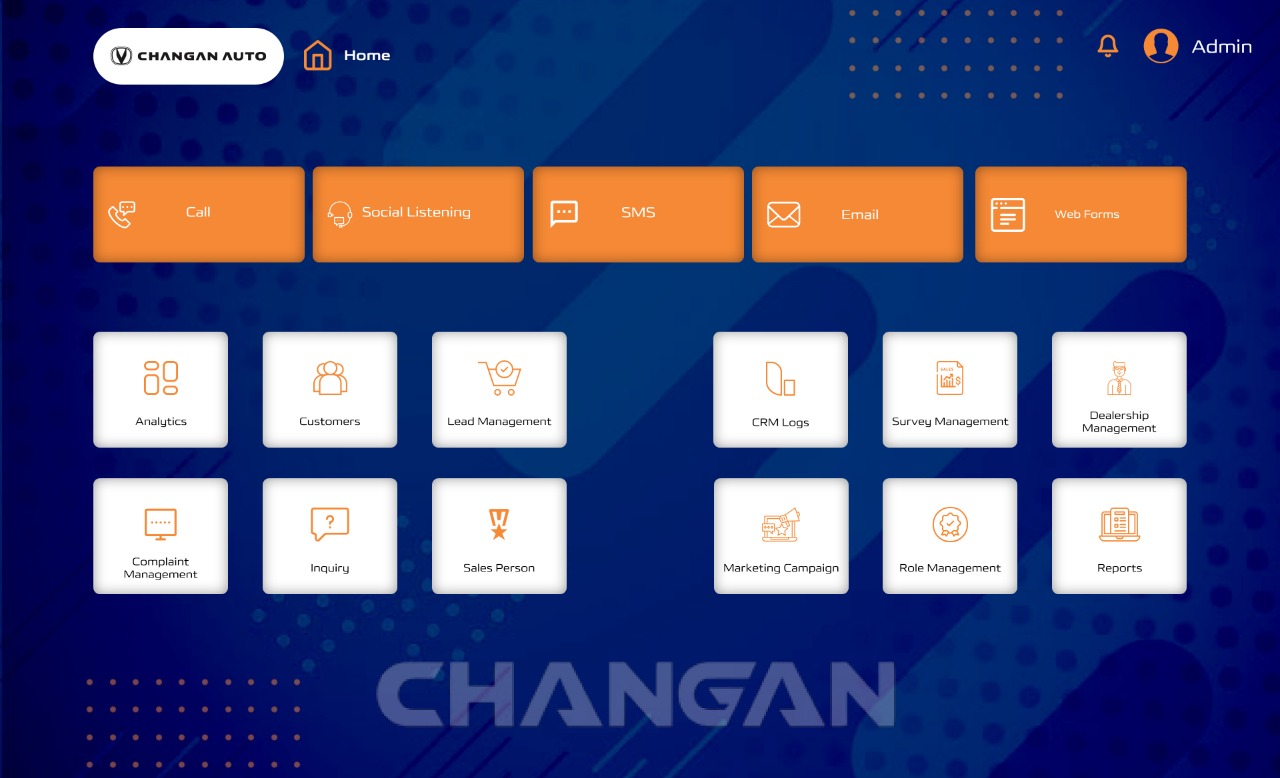 CHANGAN AUTO
Home
Admin
Call
Social Listening
SMS
Email
Web Forms
Analytics
Customers
Lead Management
CRM Logs
SALES
Survey Management
Dealership
Management
Complaint
Management
Inquiry
Sales Person
Marketing Campaign
Role Management
Reports
CHANGAN